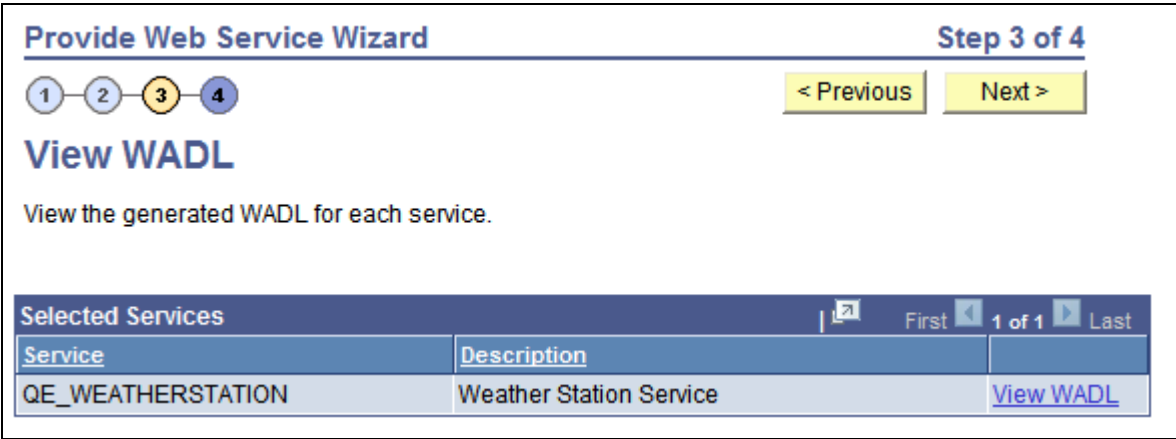 Provide Web Service Wizard Step 3 of 4
1 2 3 4 < Previous Next >
View WADL
View the generated WADL for each service.
Selected Services | First 1 of 1 Last
Service Description
QE_WEATHERSTATION Weather Station Service View WADL